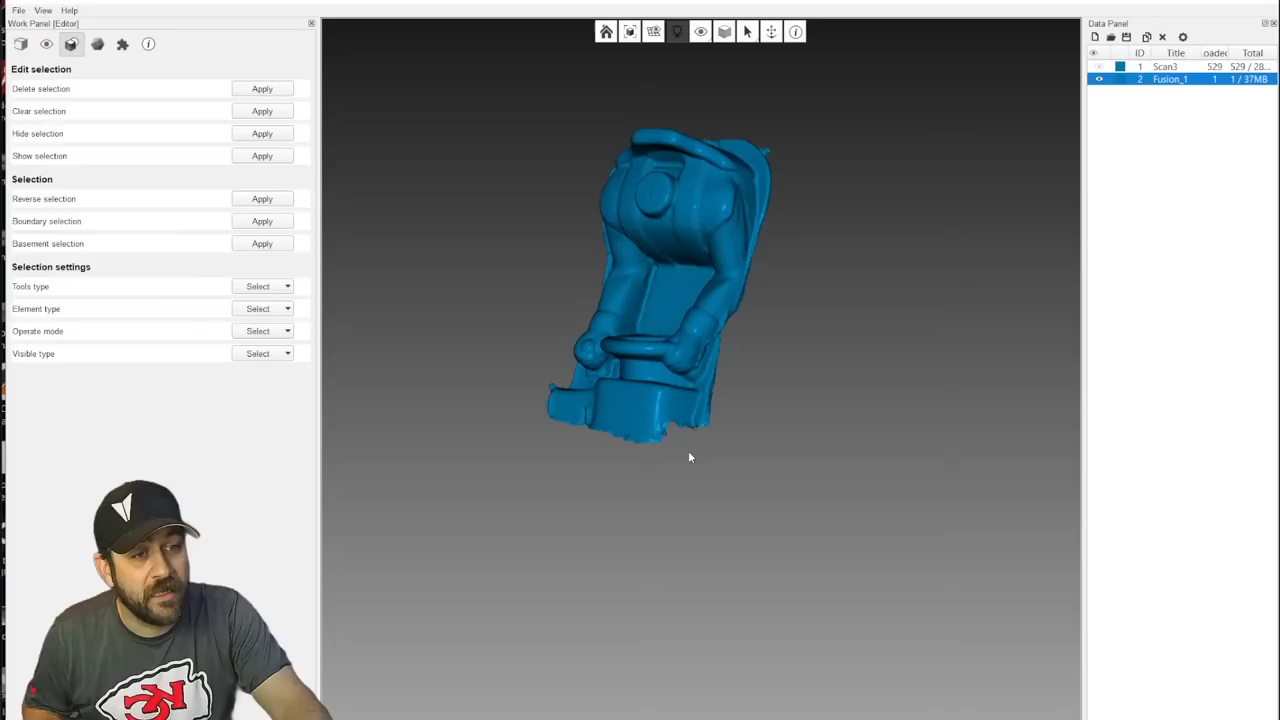 File View Help
Work Panel [Editor]
Edit selection
Delete selection Apply
Clear selection Apply
Hide selection Apply
Show selection Apply
Selection
Reverse selection Apply
Boundary selection Apply
Basement selection Apply
Selection settings
Tools type Select
Element type Select
Operate mode Select
Visible type Select
Data Panel
ID Title oaded Total
1 Scan3 529 529 / 28...
2 Fusion_1 1 1 / 37MB
KC